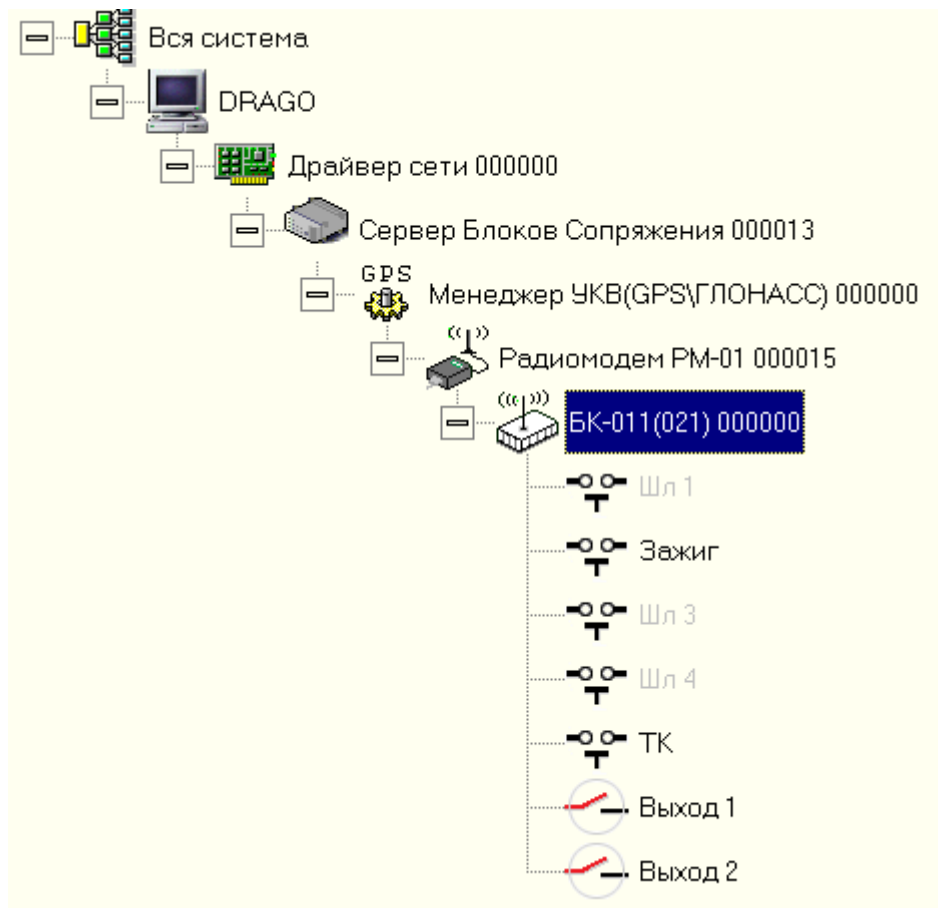 Вся система
DRAGO
Драйвер сети 000000
Сервер Блоков Сопряжения 000013
GPS
Менеджер УКВ(GPS\ГЛОНАСС) 000000
Радиомодем РМ-01 000015
БК-011(021) 000000
Шл 1
Зажиг
Шл 3
Шл 4
ТК
Выход 1
Выход 2